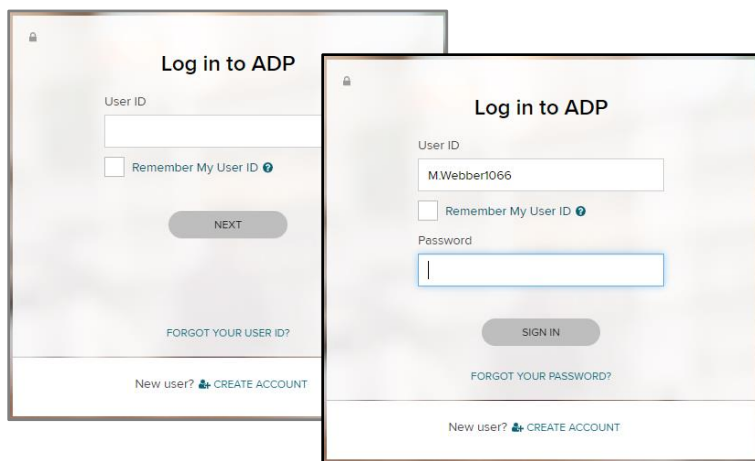 Log in to ADP
User ID
Remember My User ID ?
NEXT
FORGOT YOUR USER ID?
New user? CREATE ACCOUNT
Log in to ADP
User ID
M.Webber1066
Remember My User ID ?
Password
SIGN IN
FORGOT YOUR PASSWORD?
New user? CREATE ACCOUNT